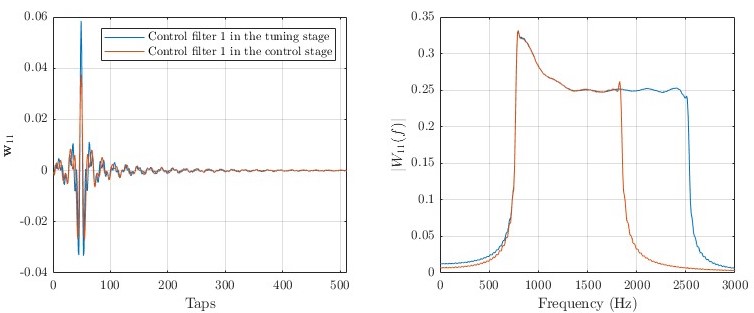 0.06
0.04
0.02
0
-0.02
-0.04
w₁₁
0 100 200 300 400 500
Taps
Control filter 1 in the tuning stage
Control filter 1 in the control stage
0.35
0.3
0.25
0.2
0.15
0.1
0.05
0
|W₁₁(f)|
0 500 1000 1500 2000 2500 3000
Frequency (Hz)